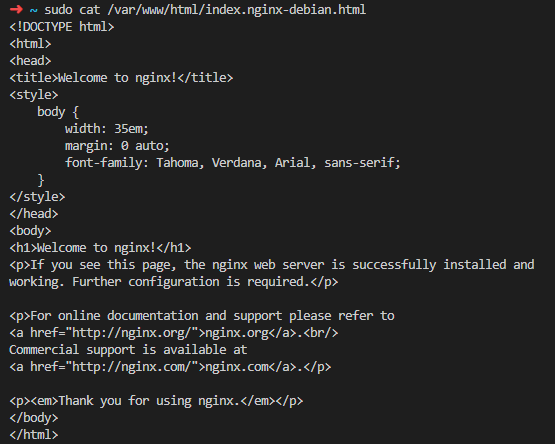 ➜ ~ sudo cat /var/www/html/index.nginx-debian.html
<!DOCTYPE html>
<html>
<head>
<title>Welcome to nginx!</title>
<style>
    body {
        width: 35em;
        margin: 0 auto;
        font-family: Tahoma, Verdana, Arial, sans-serif;
    }
</style>
</head>
<body>
<h1>Welcome to nginx!</h1>
<p>If you see this page, the nginx web server is successfully installed and
working. Further configuration is required.</p>

<p>For online documentation and support please refer to
<a href="http://nginx.org/">nginx.org</a>.<br/>
Commercial support is available at
<a href="http://nginx.com/">nginx.com</a>.</p>

<p><em>Thank you for using nginx.</em></p>
</body>
</html>